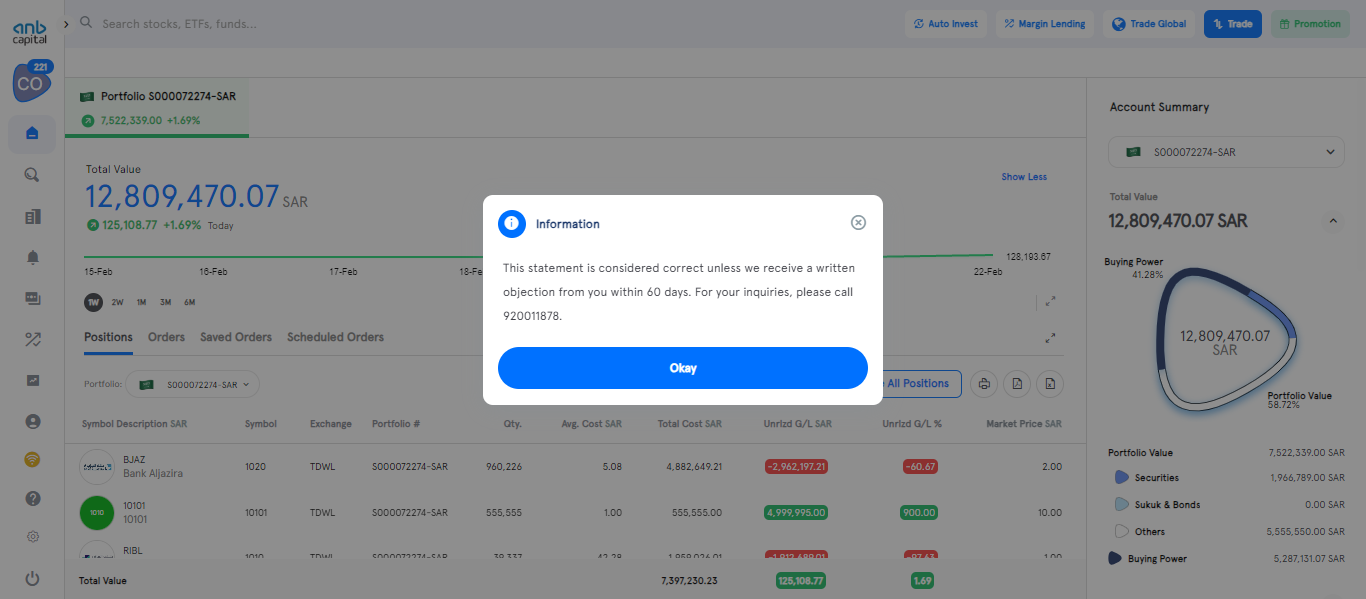 anb
capital
Search stocks, ETFs, funds...
Auto Invest
Margin Lending
Trade Global
Trade
Promotion
221
CO
Portfolio S000072274-SAR
7,522,339.00 +1.69%
Account Summary
S000072274-SAR
Total Value
12,809,470.07 SAR
125,108.77 +1.69% Today
Show Less
Total Value
12,809,470.07 SAR
128,193.67
15-Feb 16-Feb 17-Feb 22-Feb
1W 2W 1M 3M 6M
Information
This statement is considered correct unless we receive a written
objection from you within 60 days. For your inquiries, please call
920011878.
Okay
Buying Power
41.28%
12,809,470.07
SAR
Portfolio Value
58.72%
Positions Orders Saved Orders Scheduled Orders
Portfolio: S000072274-SAR
All Positions
Symbol Description SAR Symbol Exchange Portfolio # Qty. Avg. Cost SAR Total Cost SAR Unrlzd G/L SAR Unrlzd G/L % Market Price SAR
BJAZ
Bank Aljazira
1020 TDWL S000072274-SAR 960,226 5.08 4,882,649.21 -2,962,197.21 -60.67 2.00
1010
10101
10101
10101 TDWL S000072274-SAR 555,555 1.00 555,555.00 4,999,995.00 900.00 10.00
RIBL
1010 TDWL S000072274-SAR 39,337 42.28 1.00
Total Value 7,397,230.23 125,108.77 1.69
Portfolio Value 7,522,339.00 SAR
Securities 1,966,789.00 SAR
Sukuk & Bonds 0.00 SAR
Others 5,555,550.00 SAR
Buying Power 5,287,131.07 SAR